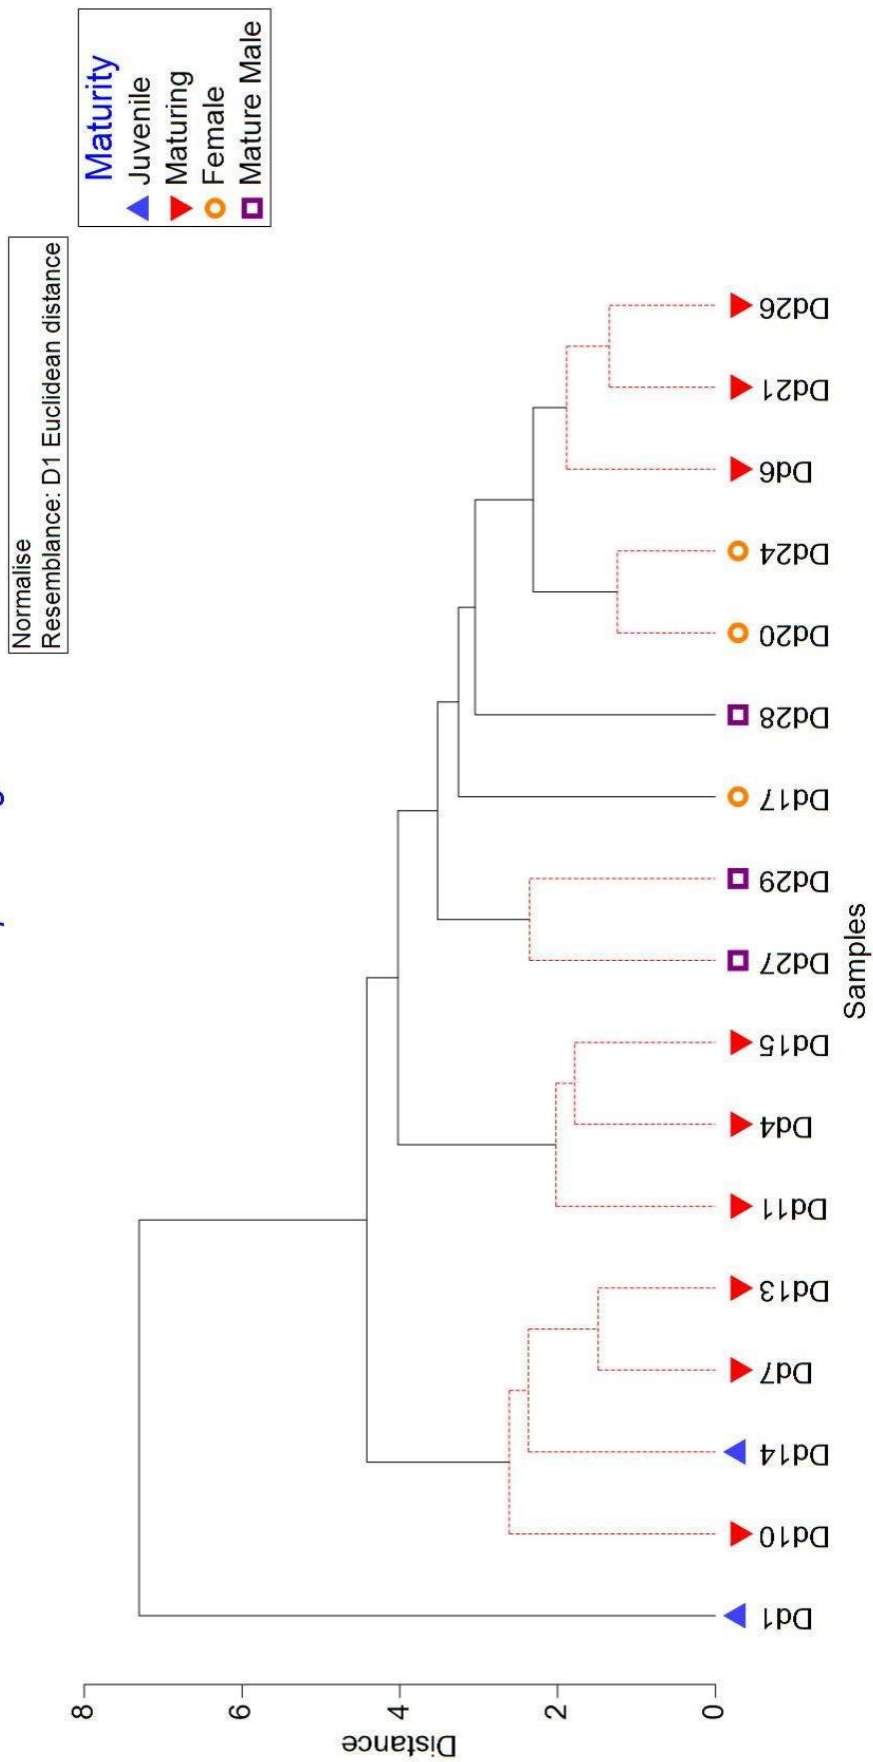 Normalise
Resemblance: D1 Euclidean distance
Maturity
Juvenile
Maturing
Female
Mature Male
Distance
8
6
4
2
0
Dd1
Dd10
Dd14
Dd7
Dd13
Dd11
Dd4
Dd15
Dd27
Dd29
Dd17
Dd28
Dd20
Dd24
Dd6
Dd21
Dd26
Samples